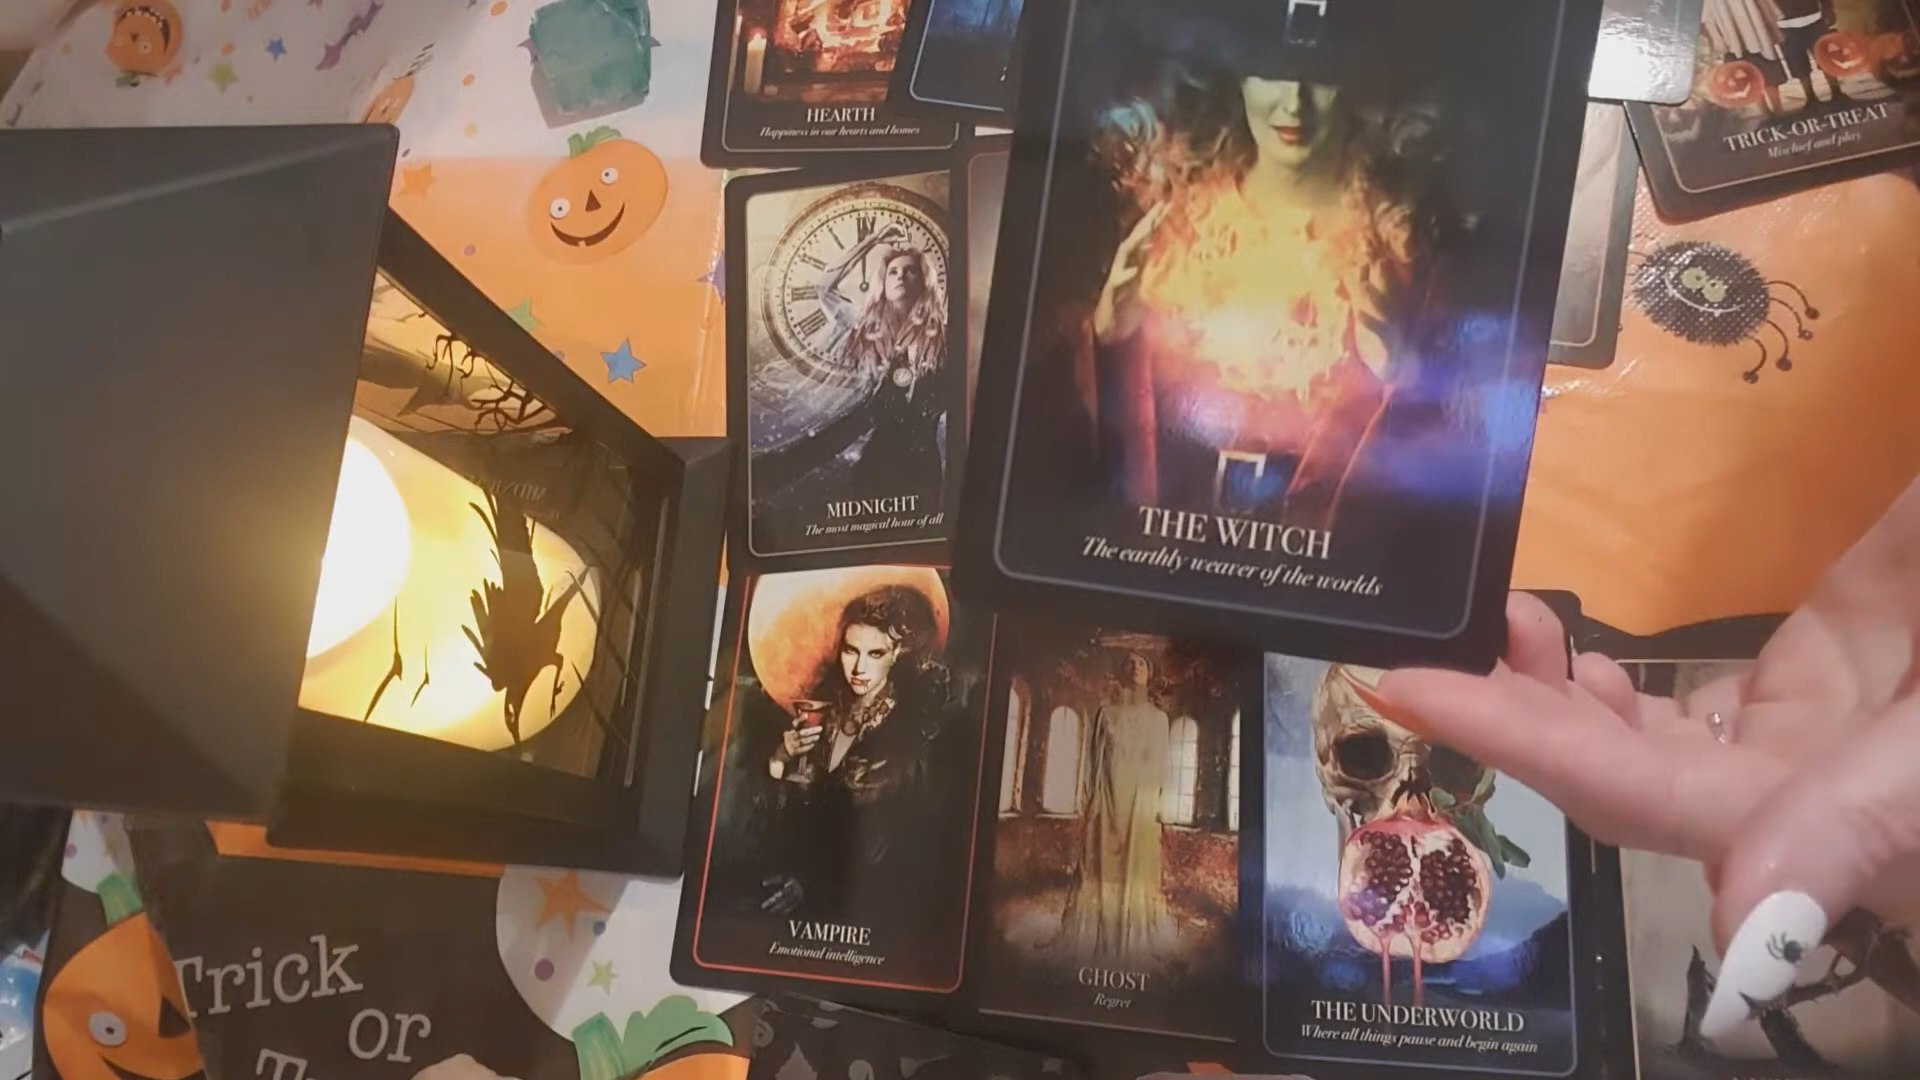 HEARTH
Happiness in our hearts and homes
TRICK-OR-TREAT
Mischief and play
MIDNIGHT
The most magical hour of all
THE WITCH
The earthly weaver of the worlds
VAMPIRE
Emotional intelligence
GHOST
Regret
THE UNDERWORLD
Where all things pause and begin again
Trick
or